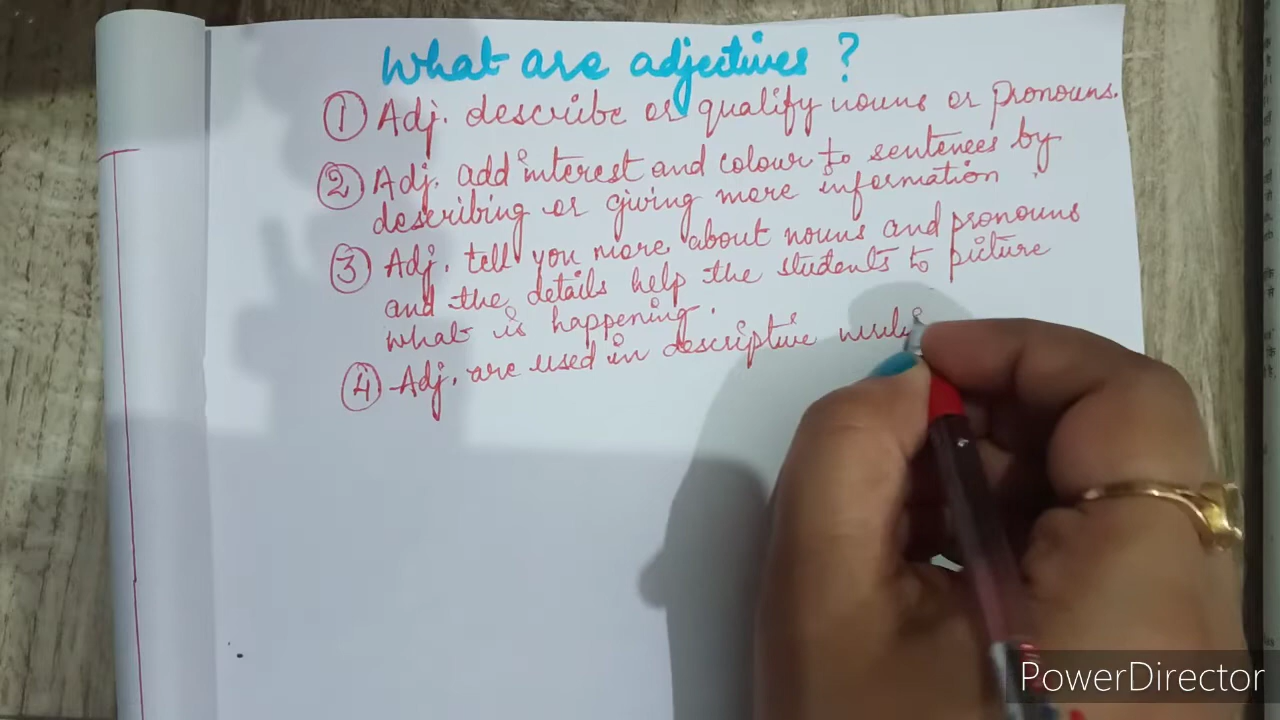 What are adjectives ?
① Adj. describe or qualify nouns or pronouns.
② Adj. add interest and colour to sentences by
describing or giving more information .
③ Adj. tell you more about nouns and pronouns
and the details help the students to picture
what is happening .
④ Adj. are used in descriptive
PowerDirector